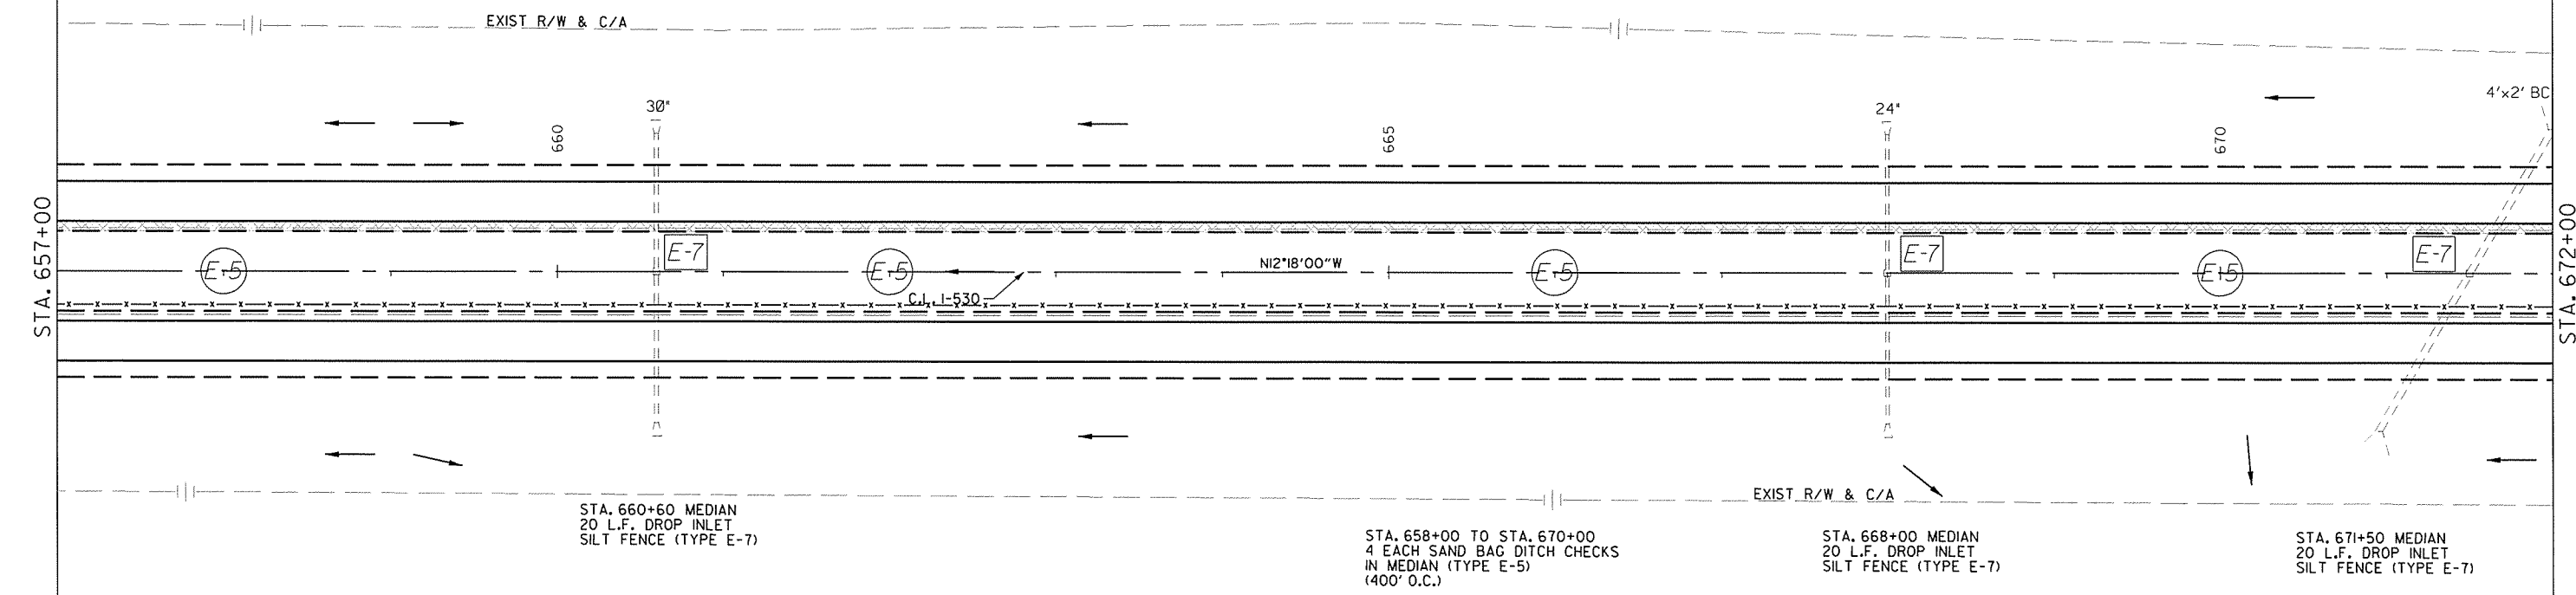 EXIST R/W & C/A
30"
24"
4'x2' BC
660
665
670
STA. 657+00
STA. 672+00
E-7
E-7
E-7
E-5
E-5
E-5
E-5
N12°18'00"W
C.L. I-530
EXIST R/W & C/A
STA. 660+60 MEDIAN
20 L.F. DROP INLET
SILT FENCE (TYPE E-7)
STA. 658+00 TO STA. 670+00
4 EACH SAND BAG DITCH CHECKS
IN MEDIAN (TYPE E-5)
(400' O.C.)
STA. 668+00 MEDIAN
20 L.F. DROP INLET
SILT FENCE (TYPE E-7)
STA. 671+50 MEDIAN
20 L.F. DROP INLET
SILT FENCE (TYPE E-7)